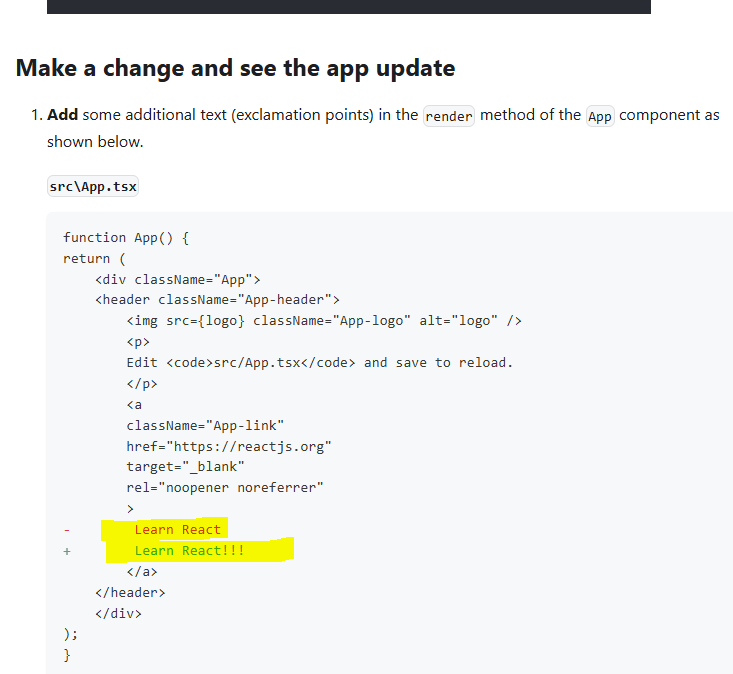 Make a change and see the app update
1. Add some additional text (exclamation points) in the render method of the App component as
shown below.
src\App.tsx
function App() {
return (
    <div className="App">
    <header className="App-header">
        <img src={logo} className="App-logo" alt="logo" />
        <p>
        Edit <code>src/App.tsx</code> and save to reload.
        </p>
        <a
        className="App-link"
        href="https://reactjs.org"
        target="_blank"
        rel="noopener noreferrer"
        >
-        Learn React
+        Learn React!!!
        </a>
    </header>
    </div>
);
}